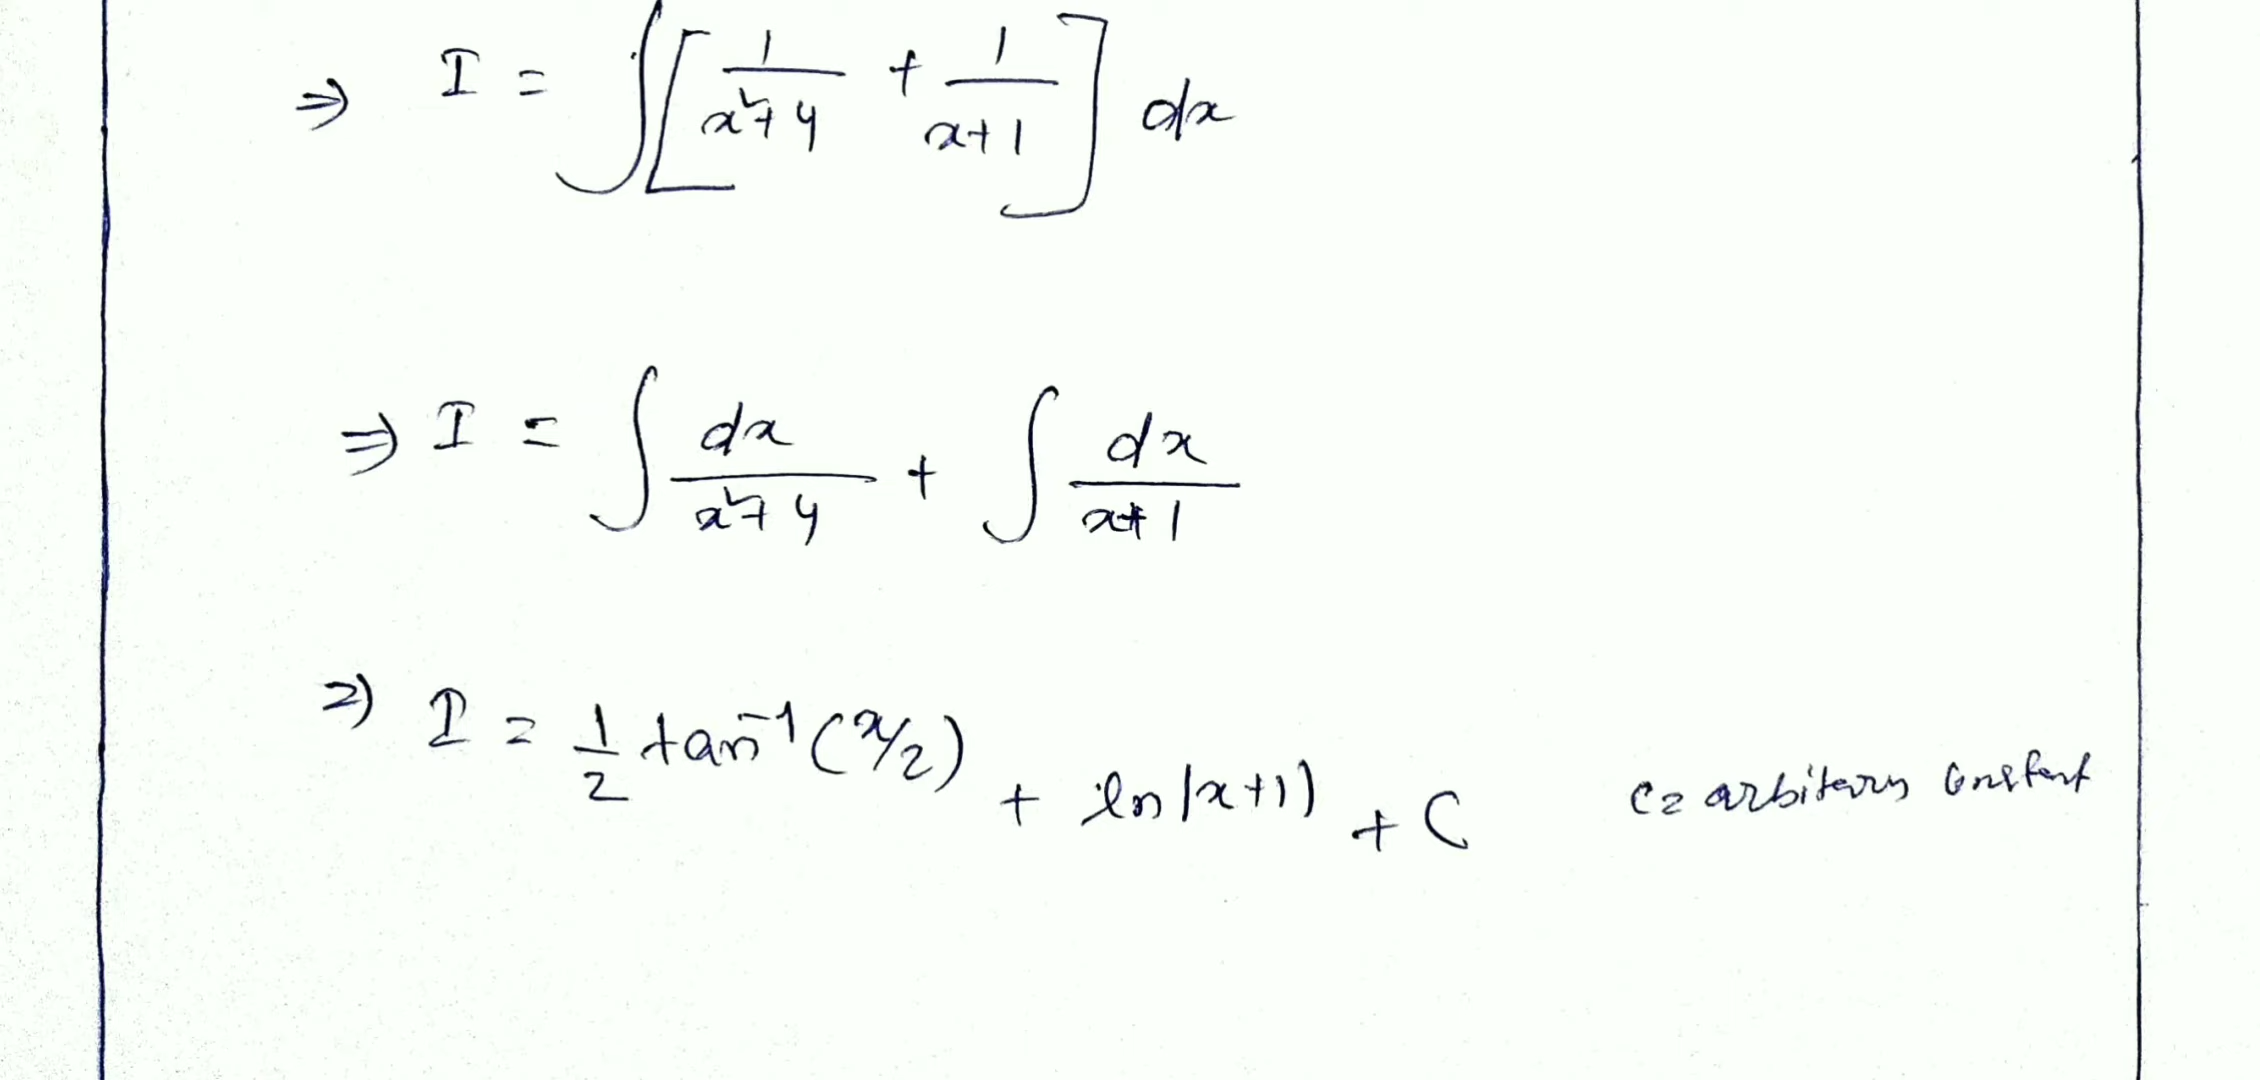 ⇒ I = ∫[1/(x²+4) + 1/(x+1)] dx
⇒ I = ∫ dx/(x²+4) + ∫ dx/(x+1)
⇒ I = 1/2 tan⁻¹(x/2) + ln|x+1| + C C = arbitrary constant